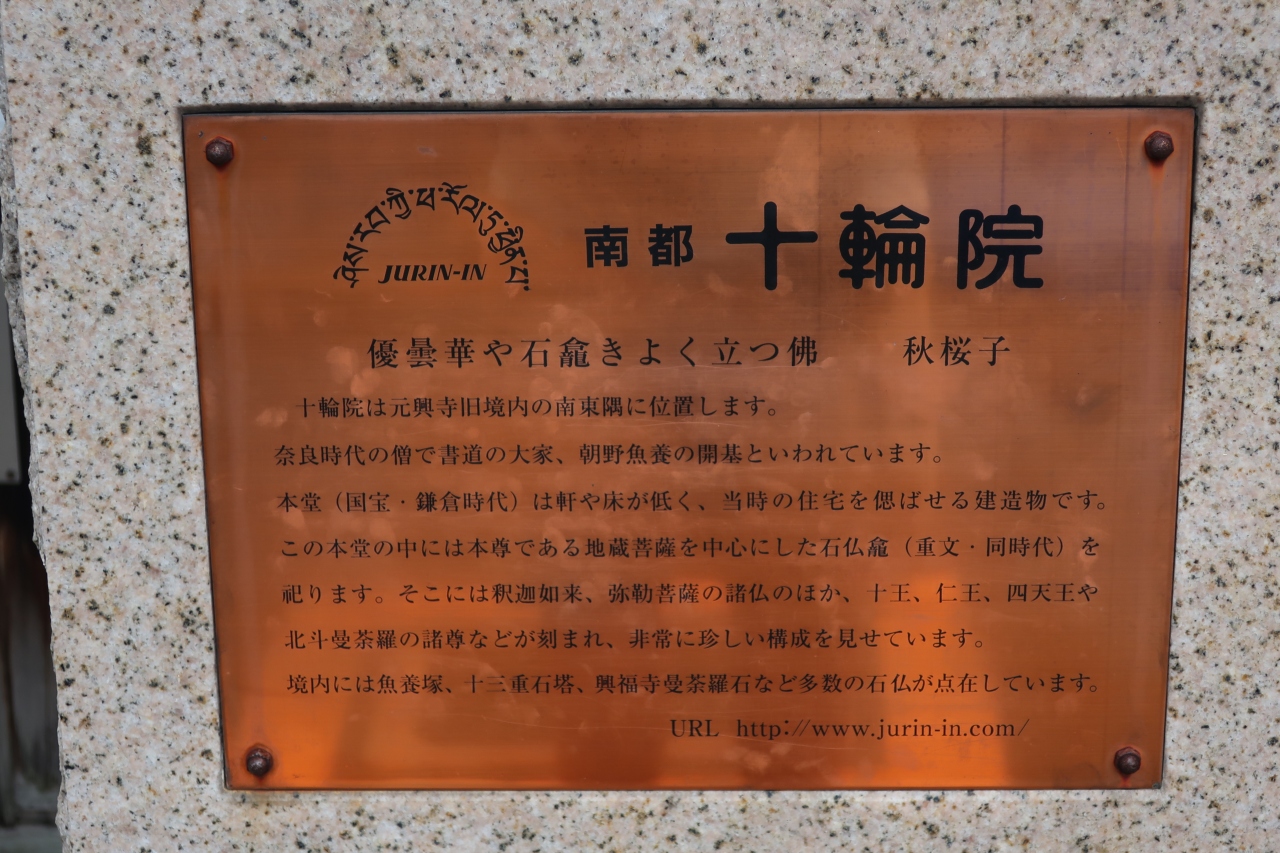 JURIN-IN
南都 十輪院
優曇華や石龕きよく立つ佛　秋桜子
十輪院は元興寺旧境内の南東隅に位置します。
奈良時代の僧で書道の大家、朝野魚養の開基といわれています。
本堂（国宝・鎌倉時代）は軒や床が低く、当時の住宅を偲ばせる建造物です。
この本堂の中には本尊である地蔵菩薩を中心にした石仏龕（重文・同時代）を
祀ります。そこには釈迦如来、弥勒菩薩の諸仏のほか、十王、仁王、四天王や
北斗曼荼羅の諸尊などが刻まれ、非常に珍しい構成を見せています。
境内には魚養塚、十三重石塔、興福寺曼荼羅石など多数の石仏が点在しています。
URL http://www.jurin-in.com/